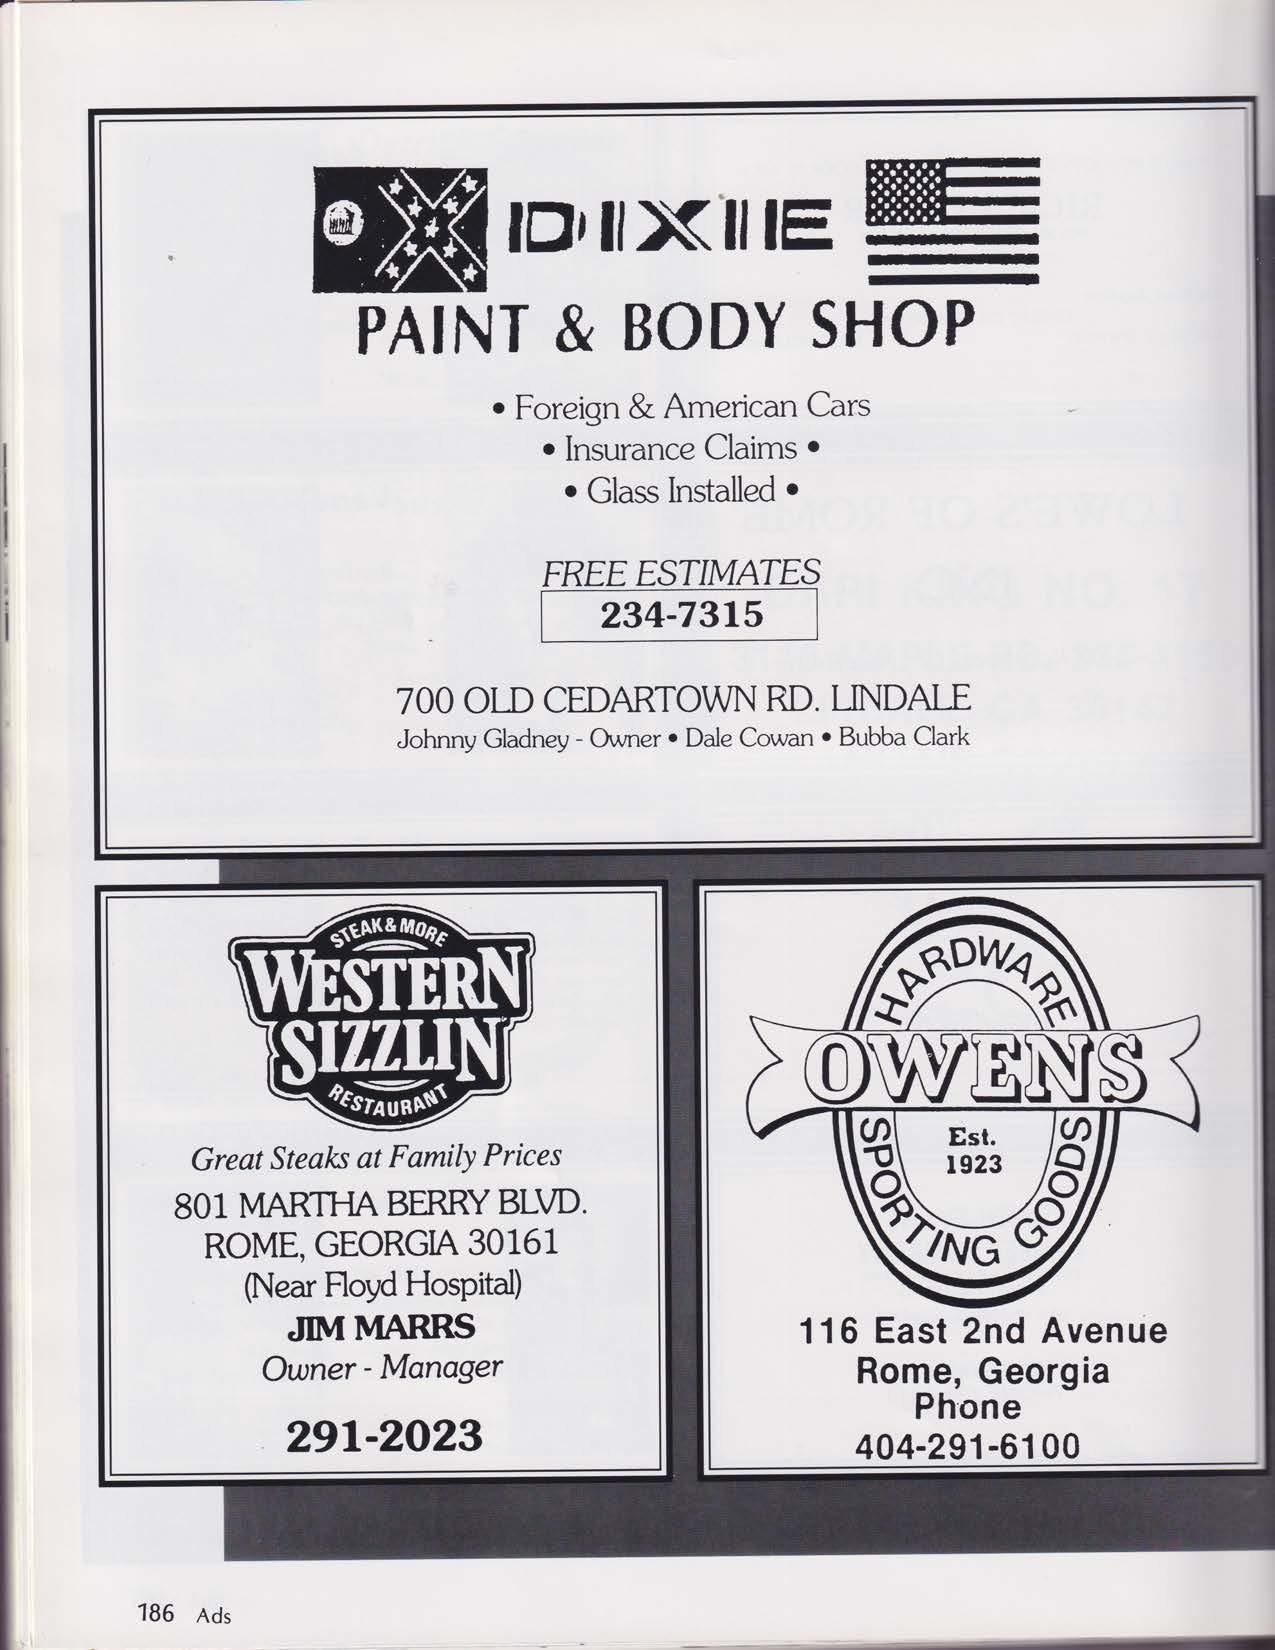 DIXIE
PAINT & BODY SHOP
• Foreign & American Cars
• Insurance Claims •
• Glass Installed •
FREE ESTIMATES
234-7315
700 OLD CEDARTOWN RD. LINDALE
Johnny Gladney - Owner • Dale Cowan • Bubba Clark
STEAK & MORE
WESTERN
SIZZLIN
RESTAURANT
Great Steaks at Family Prices
801 MARTHA BERRY BLVD.
ROME, GEORGIA 30161
(Near Floyd Hospital)
JIM MARRS
Owner - Manager
291-2023
HARDWARE
OWENS
Est.
1923
SPORTING GOODS
116 East 2nd Avenue
Rome, Georgia
Phone
404-291-6100
186 Ads